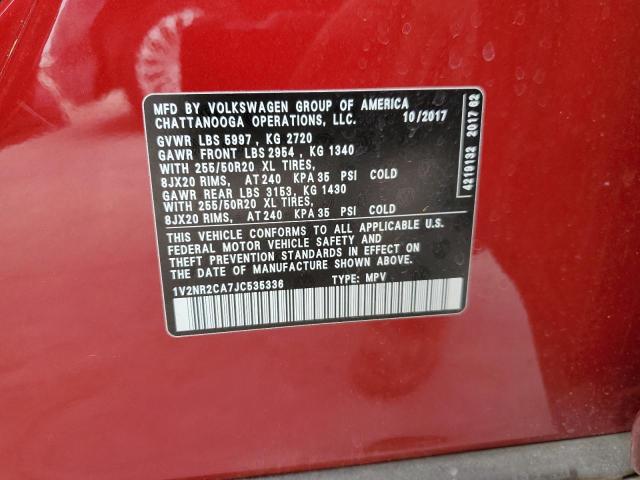 MFD BY VOLKSWAGEN GROUP OF AMERICA
CHATTANOOGA OPERATIONS, LLC. 10/2017
GVWR LBS 5997, KG 2720
GAWR FRONT LBS 2954, KG 1340
WITH 255/50R20 XL TIRES,
8JX20 RIMS, AT 240 KPA 35 PSI COLD
GAWR REAR LBS 3153, KG 1430
WITH 255/50R20 XL TIRES,
8JX20 RIMS, AT 240 KPA 35 PSI COLD
THIS VEHICLE CONFORMS TO ALL APPLICABLE U.S.
FEDERAL MOTOR VEHICLE SAFETY AND
THEFT PREVENTION STANDARDS IN EFFECT ON
THE DATE OF MANUFACTURE SHOWN ABOVE
1V2NR2CA7JC535336 TYPE: MPV
4219132 2017 02